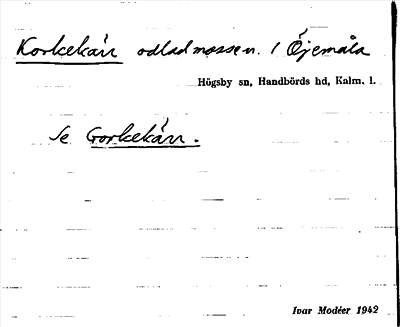 Korkekärr odlad mossen. / Öjemåla
Högsby sn, Handbörds hd, Kalm. l.
Se Gorkekärr.
Ivar Modéer 1942